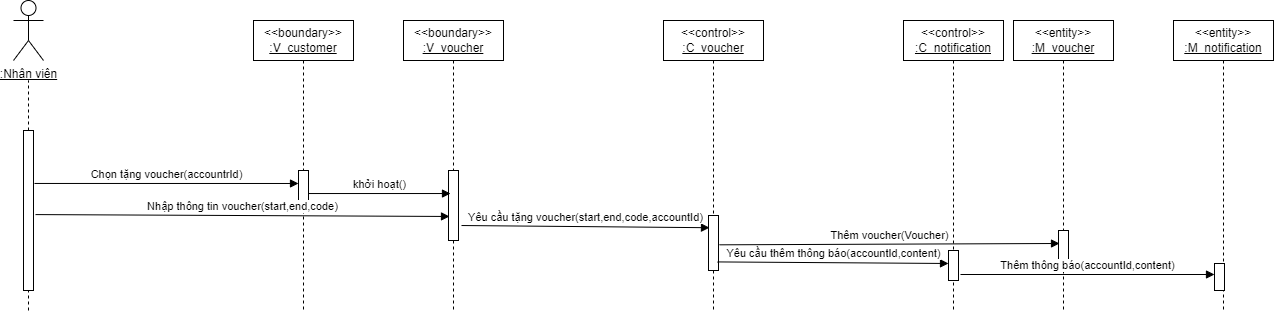 <<boundary>>
:V_customer
<<boundary>>
:V_voucher
<<control>>
:C_voucher
<<control>>
:C_notification
<<entity>>
:M_voucher
<<entity>>
:M_notification
:Nhân viên
Chọn tặng voucher(accountrId)
khởi hoạt()
Nhập thông tin voucher(start,end,code)
Yêu cầu tặng voucher(start,end,code,accountId)
Thêm voucher(Voucher)
Yêu cầu thêm thông báo(accountId,content)
Thêm thông báo(accountId,content)